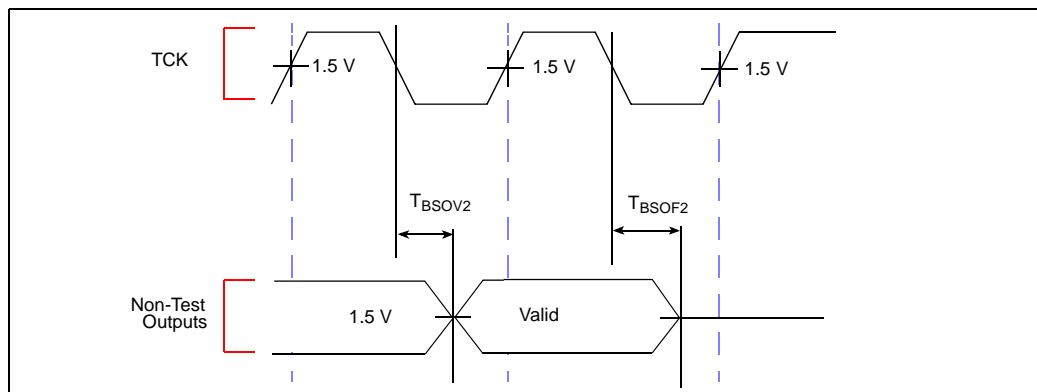 TCK
1.5 V
1.5 V
1.5 V
TBSOV2
TBSOF2
Non-Test
Outputs
1.5 V
Valid